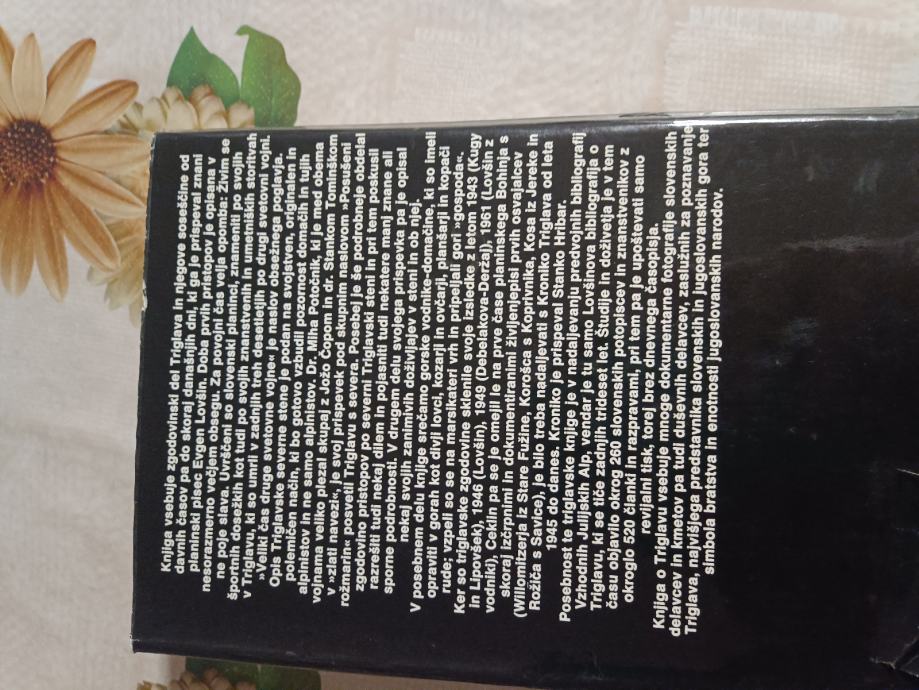 Knjiga vsebuje zgodovinski del Triglava in njegove soseščine od
davnih časov pa do skoraj današnjih dni, ki ga je prispeval znani
planinski pisec Evgen Lovšin. Doba prvih pristopov je opisana v
nesorazmerno večjem obsegu. Za povojni čas velja opomba: Živim se
ne poje slava. Uvrščeni so slovenski planinci, znameniti po svojih
športnih dosežkih kot tudi po svojih znanstvenih in umetniških storitvah
v Triglavu, ki so umrli v zadnjih treh desetletjih po drugi svetovni vojni.
»Veliki čas druge svetovne vojne« je naslov obsežnega poglavja.
Opis Triglavske severne stene je podan na svojstven, originalen in
polemičen način, ki bo gotovo vzbudil pozornost domačih in tujih
alpinistov in ne samo alpinistov. Dr. Miha Potočnik, ki je med obema
vojnama veliko plezal skupaj z Jožo Čopom in dr. Stankom Tominškom
v »zlati navezi«, je svoj prispevek pod skupnim naslovom »Posušeni
rožmarin« posvetil Triglavu s severa. Posebej je še podrobneje obdelal
zgodovino pristopov po severni Triglavski steni in pri tem poskusil
razrešiti tudi nekaj dilem in pojasniti tudi nekatere manj znane ali
sporne podrobnosti. V drugem delu svojega prispevka pa je opisal
nekaj svojih zanimivih doživljajev v steni in ob njej.
V posebnem delu knjige srečamo gorske vodnike-domačine, ki so imeli
opraviti v gorah kot divji lovci, kozarji in ovčarji, planšarji in kopači
rude; vzpeli so se na marsikateri vrh in pripeljali gori »gospoda«.
Ker so triglavske zgodovine sklenile svoje izsledke z letom 1943 (Kugy
in Lipovšek), 1946 (Lovšin), 1949 (Debelakova-Deržaj), 1961 (Lovšin z
vodniki), Ceklin pa se je omejil le na prve čase planinskega Bohinja s
skoraj izčrpnimi in dokumentiranimi življenjepisi prvih osvajalcev
(Willomitzerja iz Stare Fužine, Korošca s Koprivnika, Kosa iz Jereke in
Rožiča s Savice), je bilo treba nadaljevati s Kroniko Triglava od leta
1945 do danes. Kroniko je prispeval Stanko Hribar.
Posebnost te triglavske knjige je v nadaljevanju predvojnih bibliografij
Vzhodnih Julijskih Alp, vendar je tu samo Lovšinova bibliografija o
Triglavu, ki se tiče zadnjih trideset let. Študije in doživetja je v tem
času objavilo okrog 260 slovenskih potopiscev in znanstvenikov z
okroglo 520 članki in razpravami, pri tem pa je upoštevati samo
revijalni tisk, torej brez dnevnega časopisja.
Knjiga o Triglavu vsebuje mnoge dokumentarne fotografije slovenskih
delavcev in kmetov pa tudi duševnih delavcev, zaslužnih za poznavanje
Triglava, najvišjega predstavnika slovenskih in jugoslovanskih gora ter
simbola bratstva in enotnosti jugoslovanskih narodov.